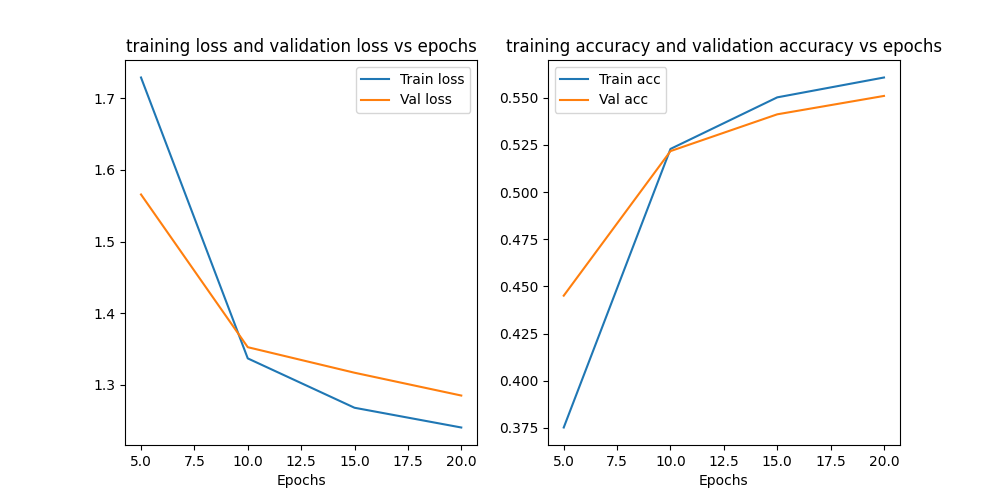 training loss and validation loss vs epochs
Train loss
Val loss
1.7
1.6
1.5
1.4
1.3
5.0 7.5 10.0 12.5 15.0 17.5 20.0
Epochs
training accuracy and validation accuracy vs epochs
Train acc
Val acc
0.550
0.525
0.500
0.475
0.450
0.425
0.400
0.375
5.0 7.5 10.0 12.5 15.0 17.5 20.0
Epochs